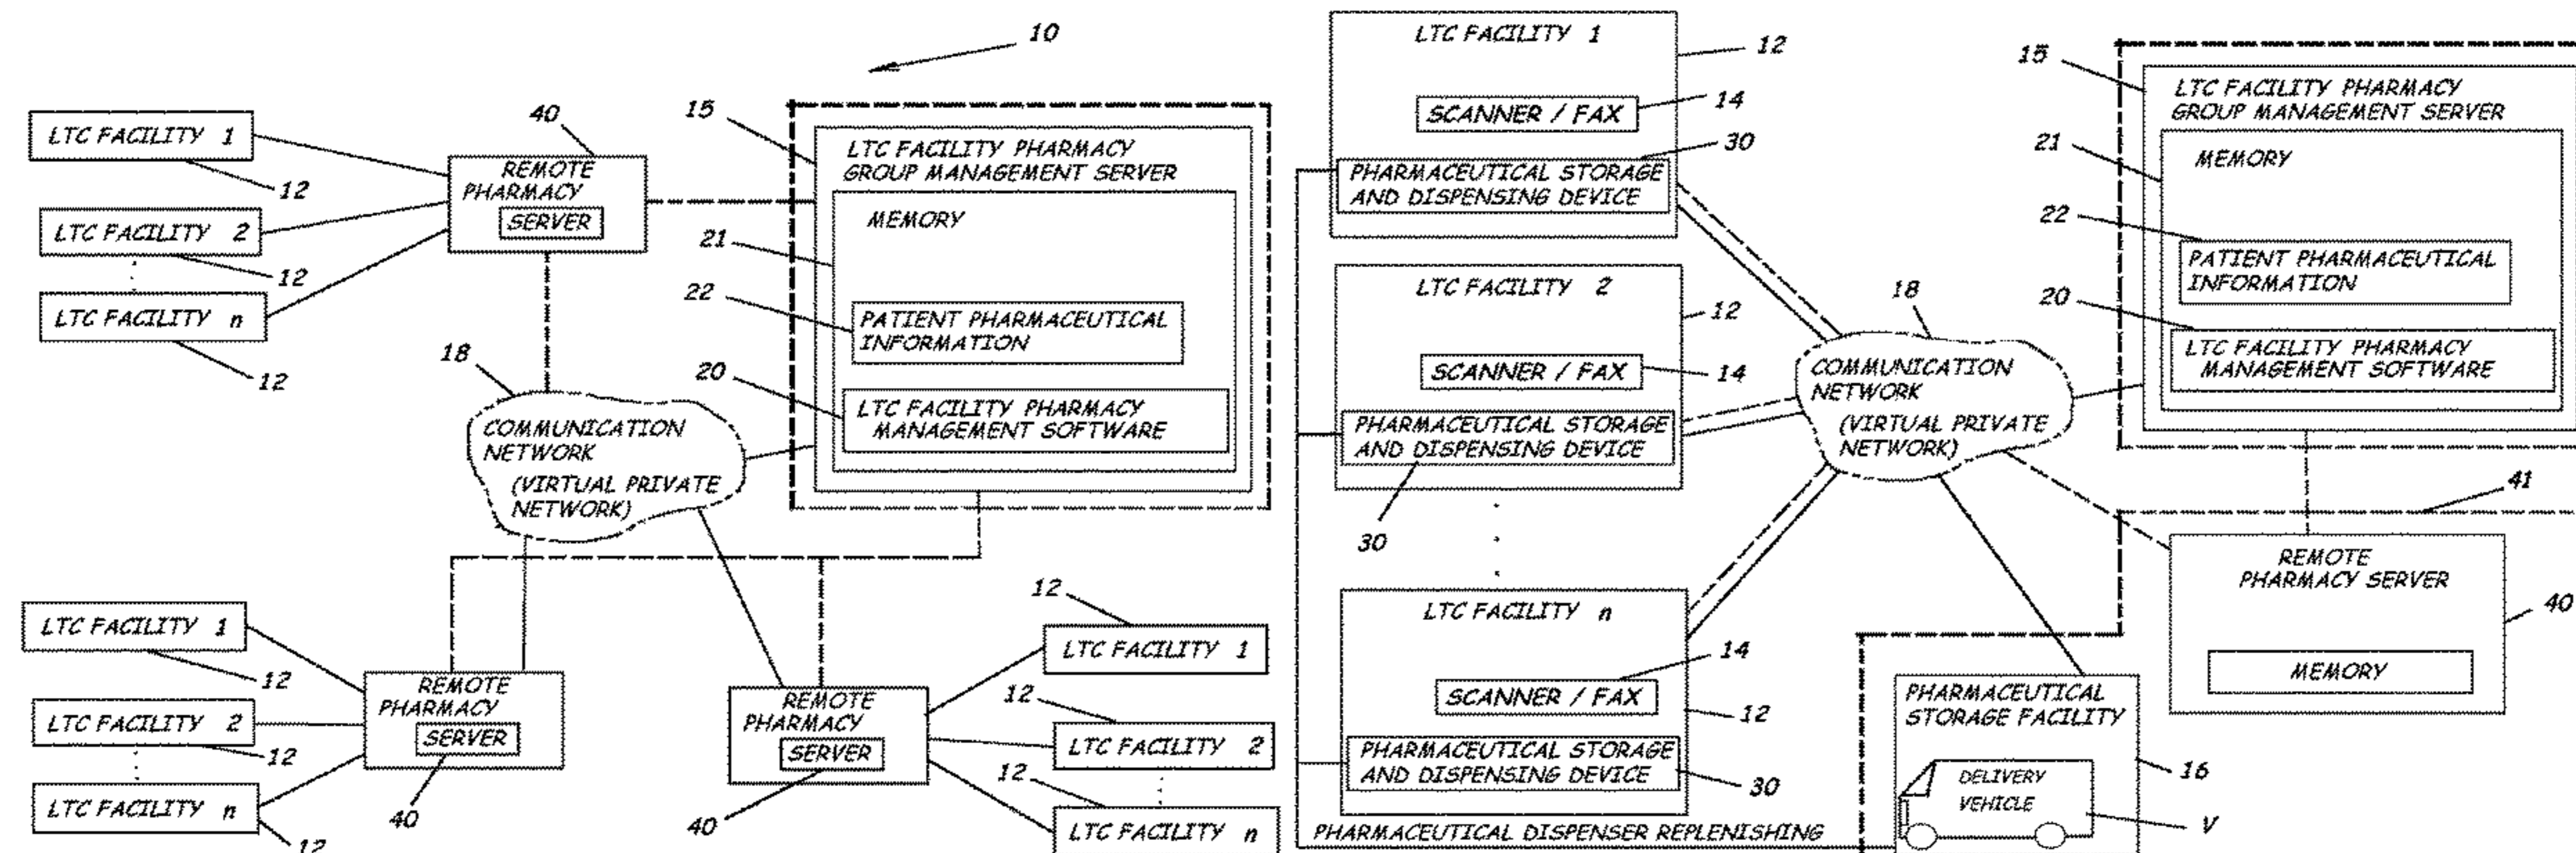 10
LTC FACILITY 1
12
LTC FACILITY 2
12
LTC FACILITY n
12
40
REMOTE
PHARMACY
SERVER
15
LTC FACILITY PHARMACY
GROUP MANAGEMENT SERVER
21
MEMORY
22
PATIENT PHARMACEUTICAL
INFORMATION
20
LTC FACILITY PHARMACY
MANAGEMENT SOFTWARE
18
COMMUNICATION
NETWORK
(VIRTUAL PRIVATE
NETWORK)
LTC FACILITY 1
12
LTC FACILITY 2
12
LTC FACILITY n
12
REMOTE
PHARMACY
SERVER
40
REMOTE
PHARMACY
SERVER
40
12
LTC FACILITY 1
12
LTC FACILITY 2
12
LTC FACILITY n
LTC FACILITY 1
12
SCANNER / FAX
14
30
PHARMACEUTICAL STORAGE
AND DISPENSING DEVICE
LTC FACILITY 2
12
SCANNER / FAX
14
PHARMACEUTICAL STORAGE
AND DISPENSING DEVICE
30
LTC FACILITY n
14
SCANNER / FAX
12
PHARMACEUTICAL STORAGE
AND DISPENSING DEVICE
30
PHARMACEUTICAL DISPENSER REPLENISHING
18
COMMUNICATION
NETWORK
(VIRTUAL PRIVATE
NETWORK)
15
LTC FACILITY PHARMACY
GROUP MANAGEMENT SERVER
21
MEMORY
22
PATIENT PHARMACEUTICAL
INFORMATION
20
LTC FACILITY PHARMACY
MANAGEMENT SOFTWARE
41
REMOTE
PHARMACY SERVER
40
MEMORY
PHARMACEUTICAL
STORAGE FACILITY
16
DELIVERY
VEHICLE
V